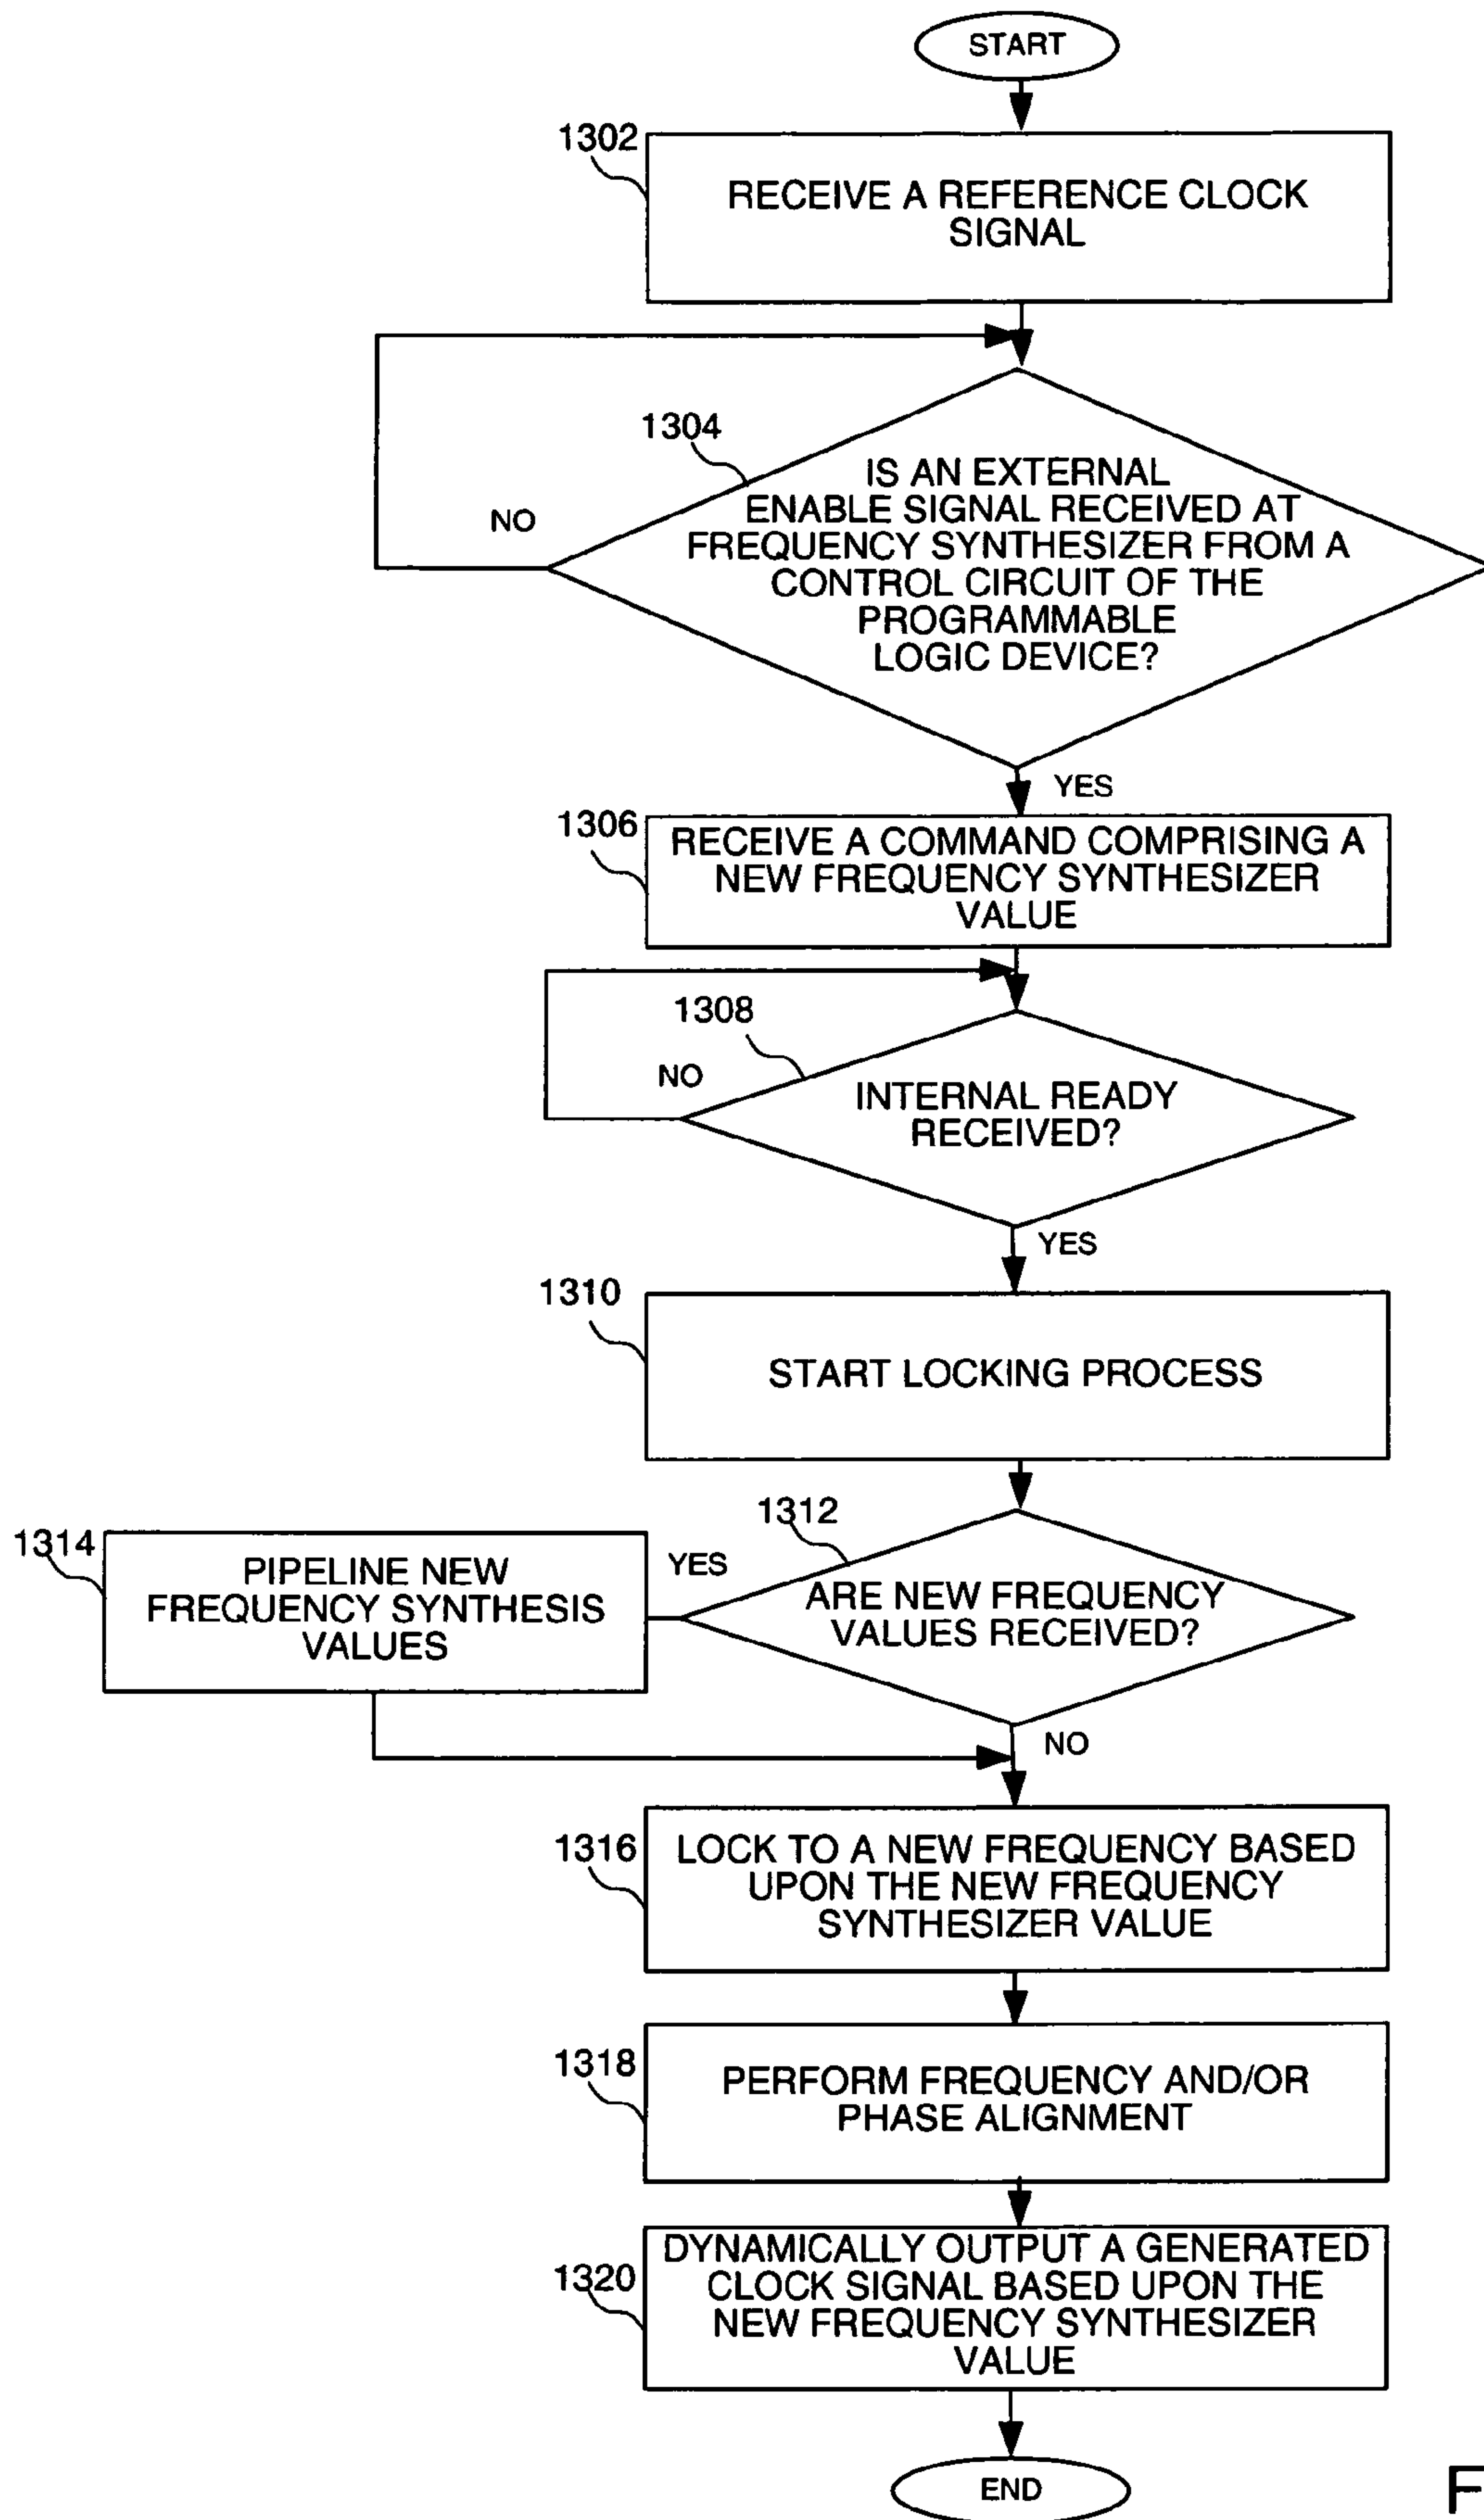 START
1302
RECEIVE A REFERENCE CLOCK
SIGNAL
1304
NO
IS AN EXTERNAL
ENABLE SIGNAL RECEIVED AT
FREQUENCY SYNTHESIZER FROM A
CONTROL CIRCUIT OF THE
PROGRAMMABLE
LOGIC DEVICE?
YES
1306
RECEIVE A COMMAND COMPRISING A
NEW FREQUENCY SYNTHESIZER
VALUE
1308
NO
INTERNAL READY
RECEIVED?
YES
1310
START LOCKING PROCESS
1312
ARE NEW FREQUENCY
VALUES RECEIVED?
YES
1314
PIPELINE NEW
FREQUENCY SYNTHESIS
VALUES
NO
1316
LOCK TO A NEW FREQUENCY BASED
UPON THE NEW FREQUENCY
SYNTHESIZER VALUE
1318
PERFORM FREQUENCY AND/OR
PHASE ALIGNMENT
1320
DYNAMICALLY OUTPUT A GENERATED
CLOCK SIGNAL BASED UPON THE
NEW FREQUENCY SYNTHESIZER
VALUE
END
F